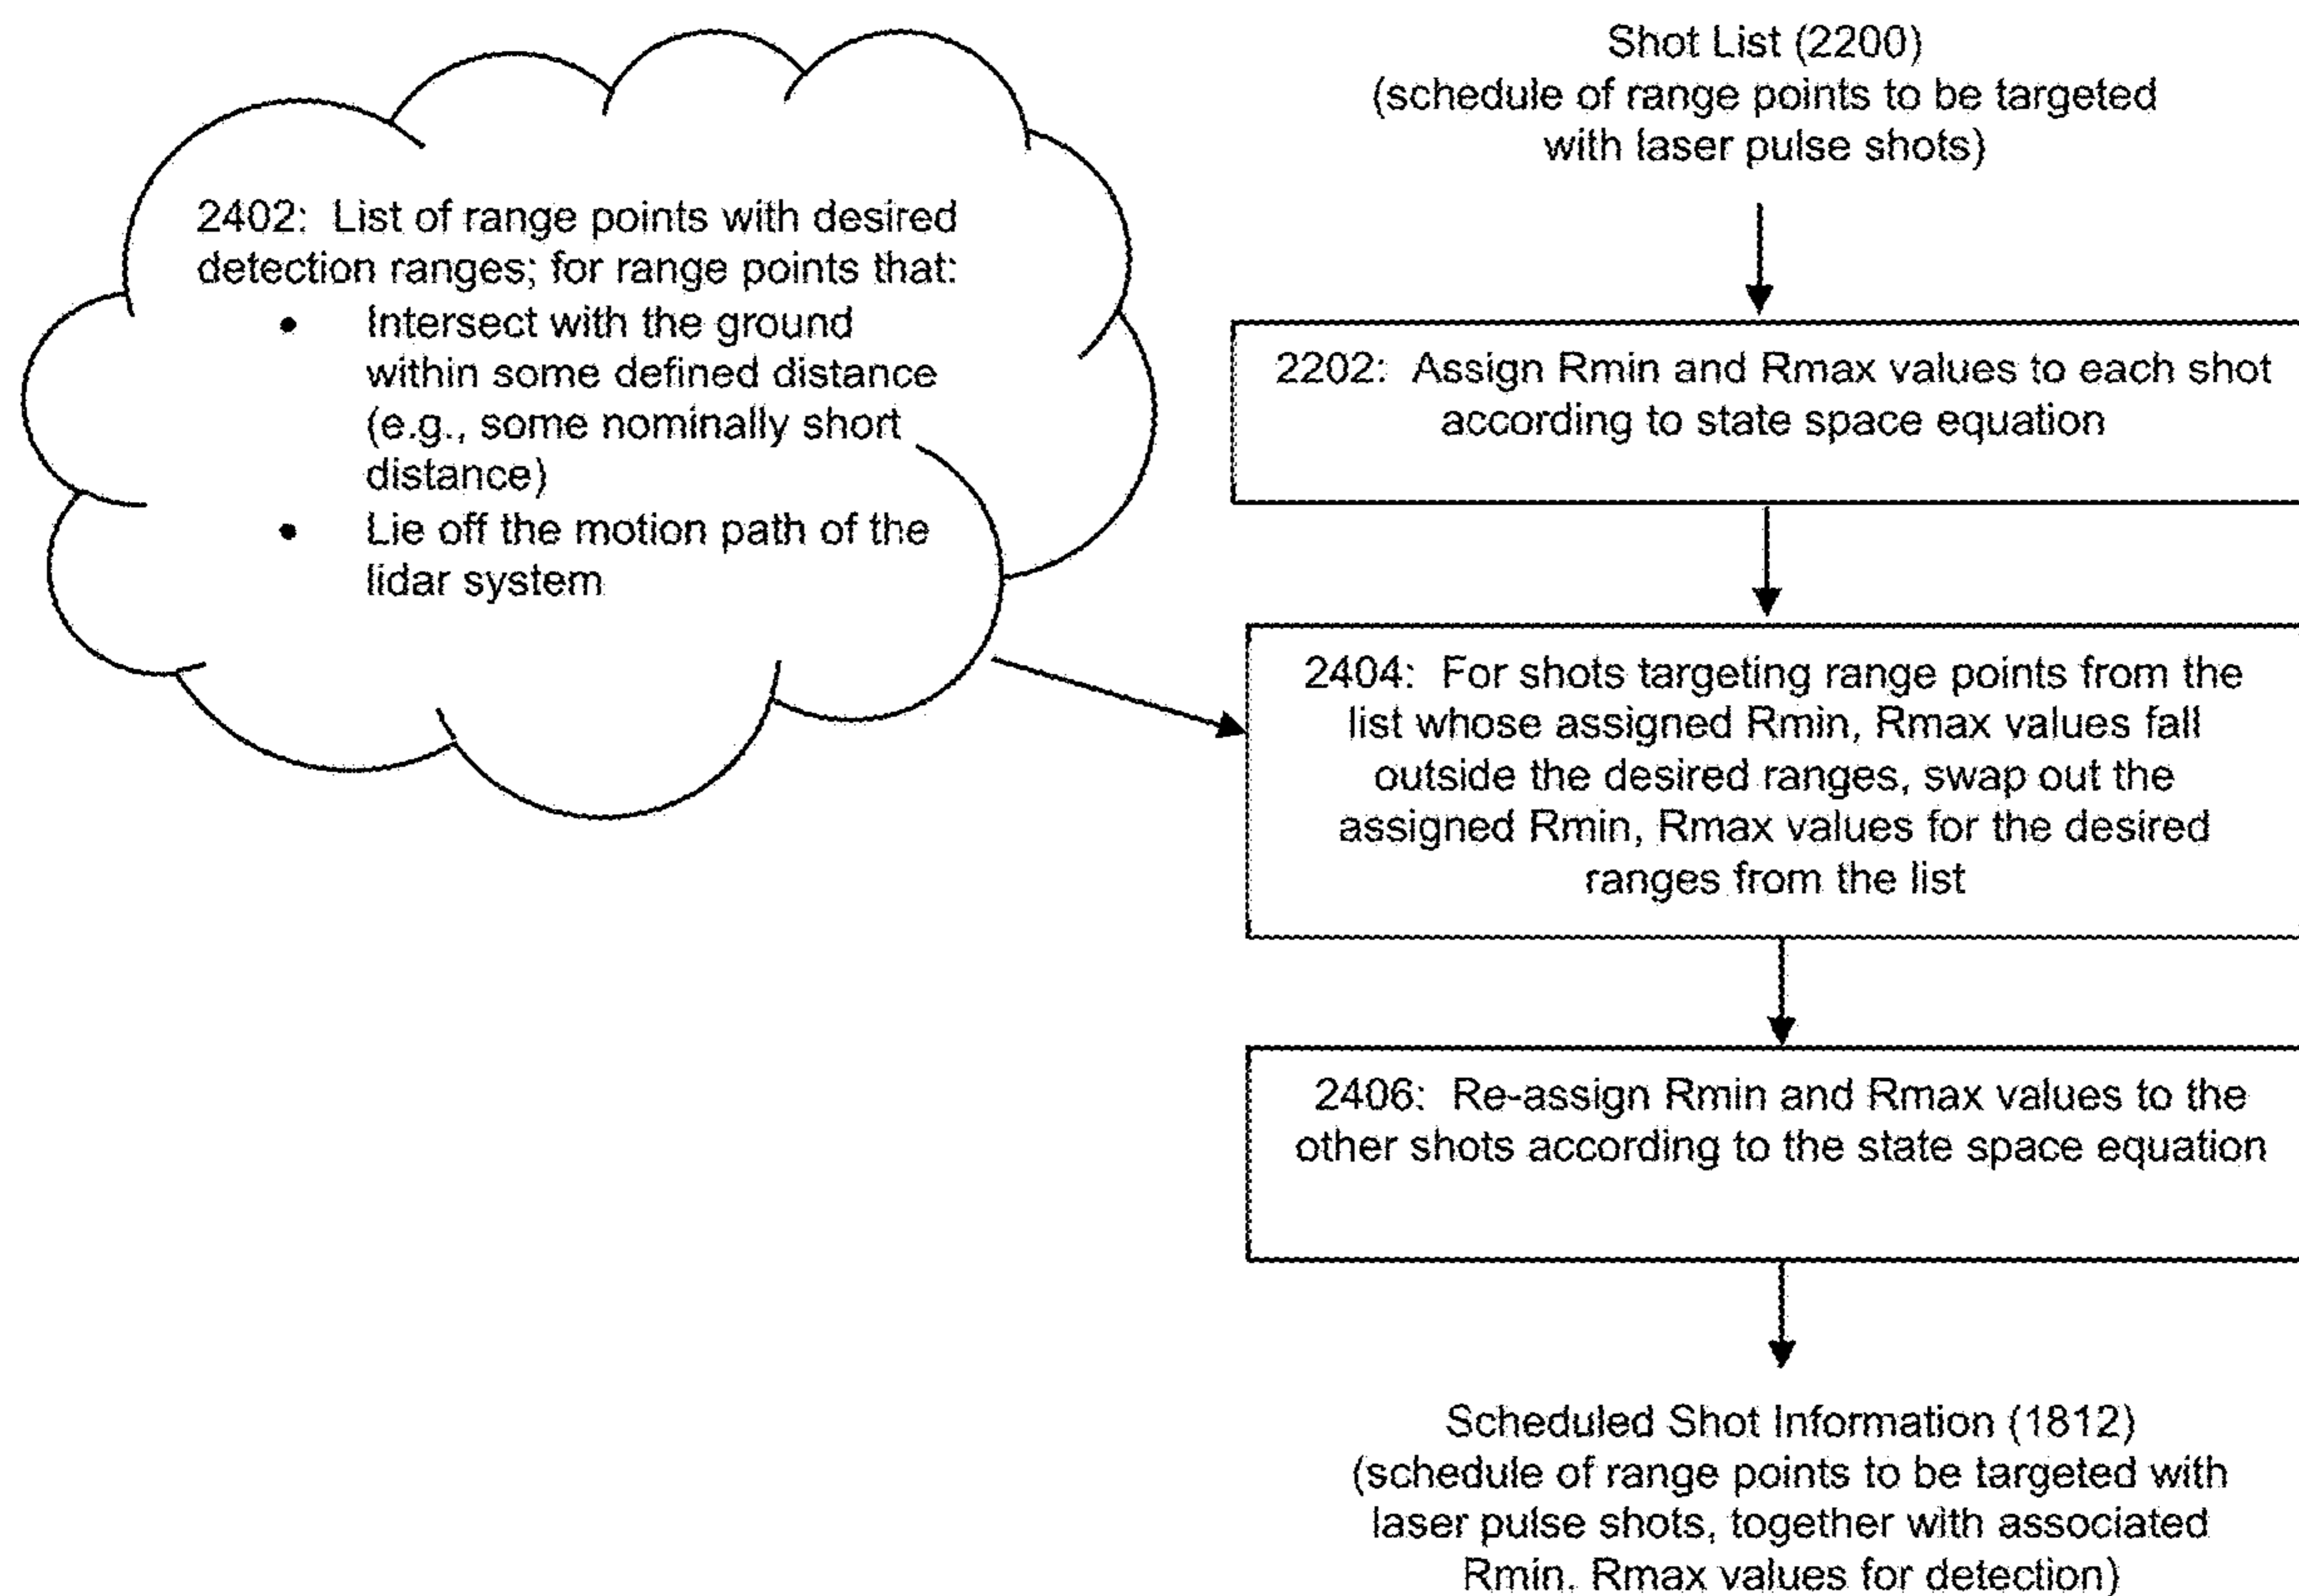 Shot List (2200)
(schedule of range points to be targeted
with laser pulse shots)
2402: List of range points with desired
detection ranges; for range points that:
• Intersect with the ground
within some defined distance
(e.g., some nominally short
distance)
• Lie off the motion path of the
lidar system
2202: Assign Rmin and Rmax values to each shot
according to state space equation
2404: For shots targeting range points from the
list whose assigned Rmin, Rmax values fall
outside the desired ranges, swap out the
assigned Rmin, Rmax values for the desired
ranges from the list
2406: Re-assign Rmin and Rmax values to the
other shots according to the state space equation
Scheduled Shot Information (1812)
(schedule of range points to be targeted with
laser pulse shots, together with associated
Rmin, Rmax values for detection)